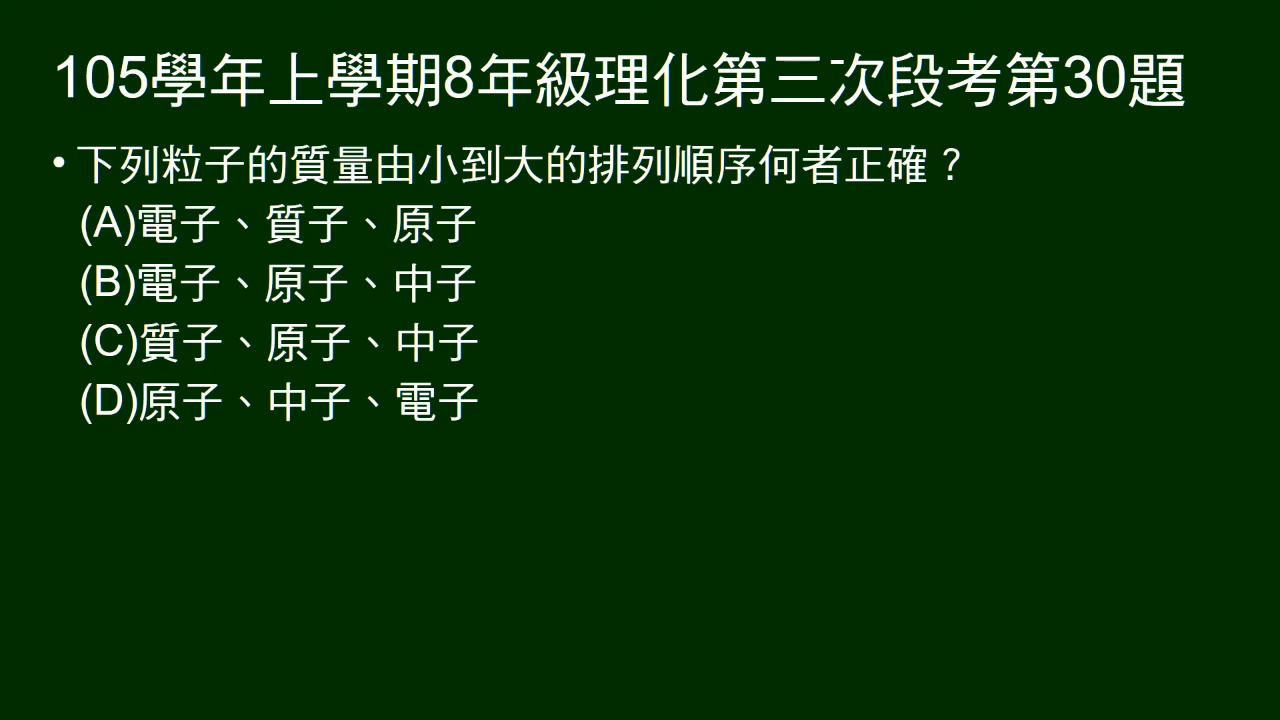 105學年上學期8年級理化第三次段考第30題
• 下列粒子的質量由小到大的排列順序何者正確？
(A)電子、質子、原子
(B)電子、原子、中子
(C)質子、原子、中子
(D)原子、中子、電子